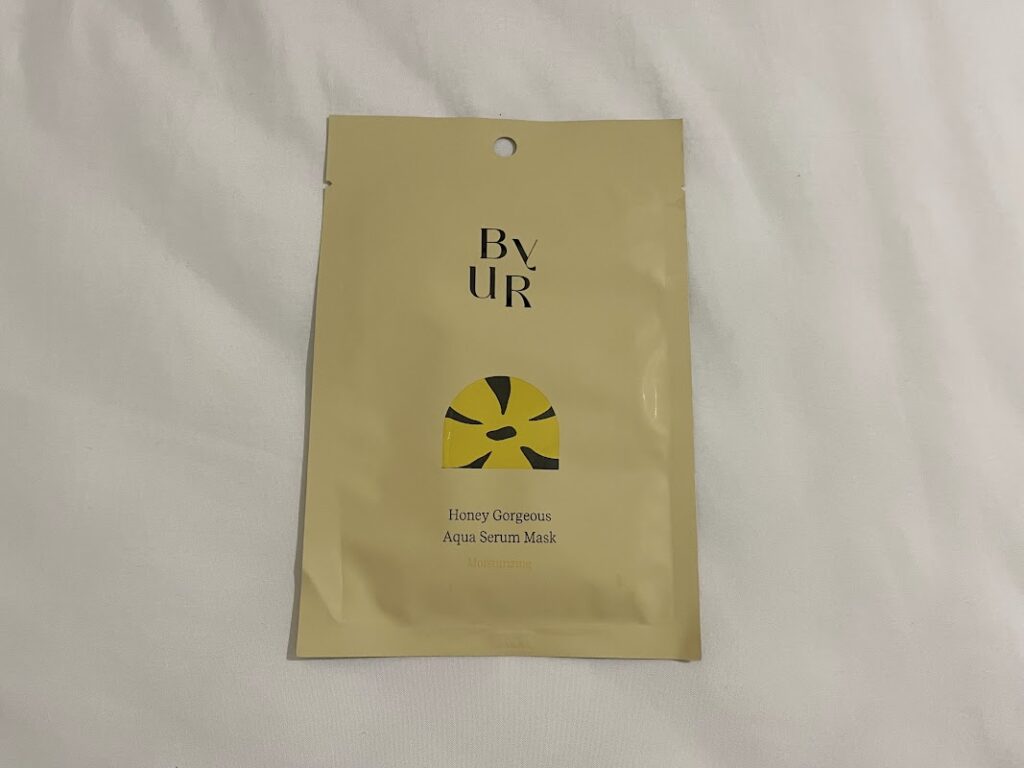 By
UR
Honey Gorgeous
Aqua Serum Mask
Moisturizing